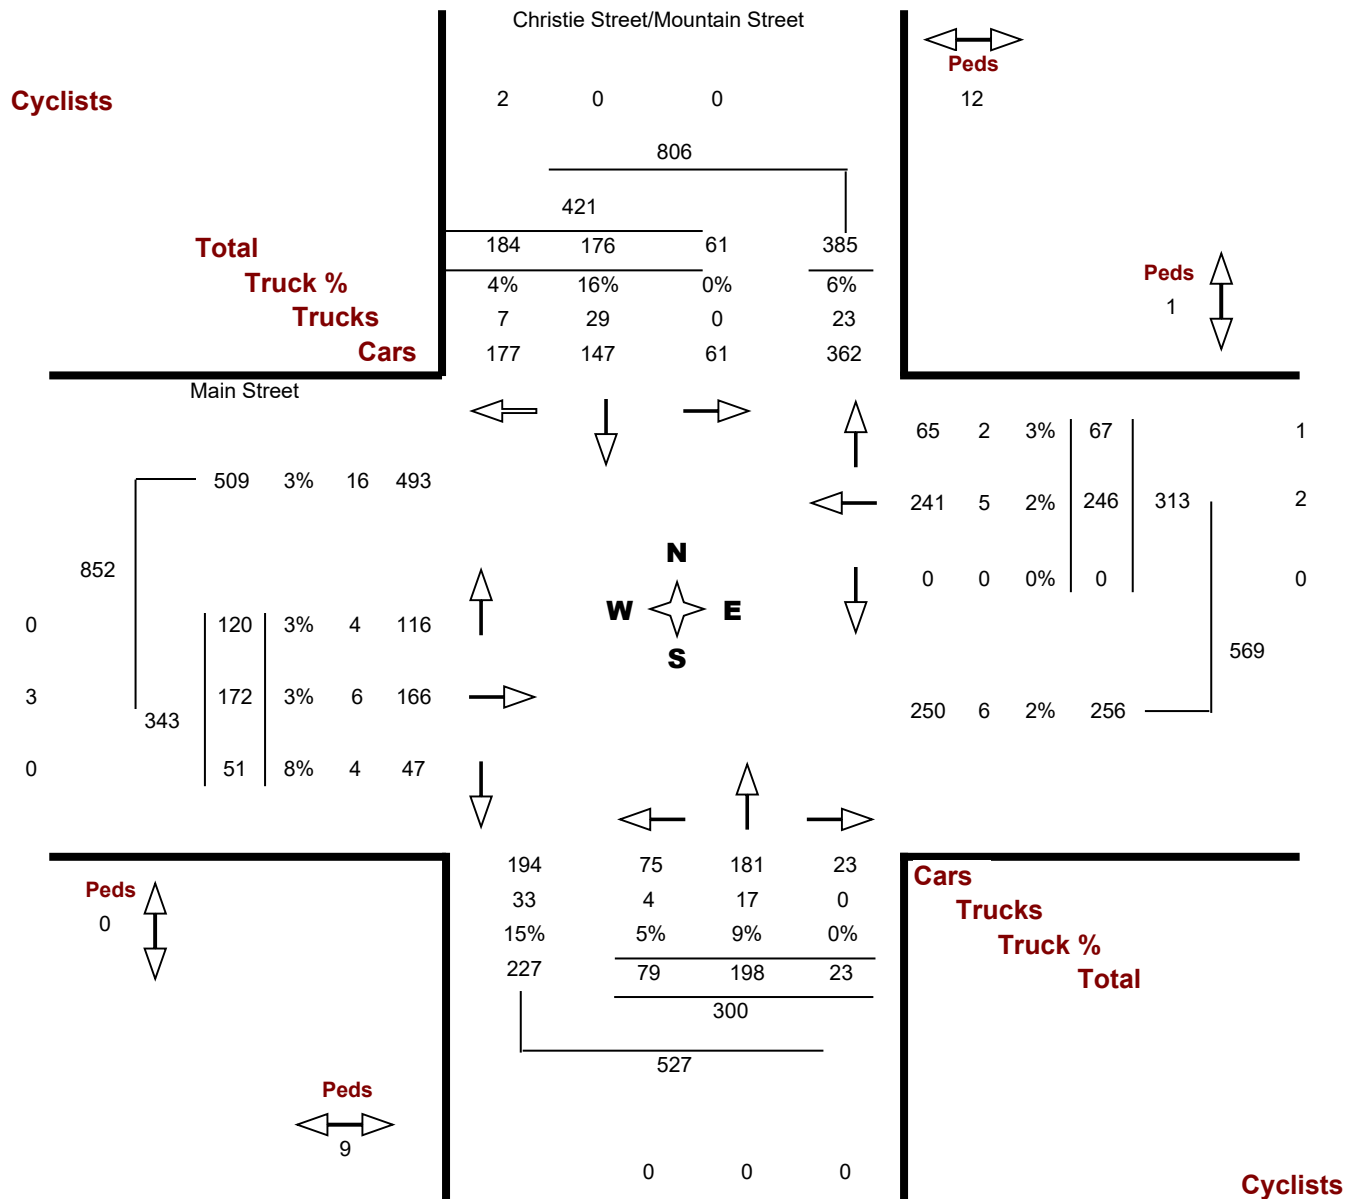 Christie Street/Mountain Street
Peds
Cyclists 2 0 0 12
806
421
Total 184 176 61 385
Truck % 4% 16% 0% 6%
Peds
Trucks 7 29 0 23
1
Cars 177 147 61 362
Main Street
65 2 3% 67 1
509 3% 16 493
241 5 2% 246 313 2
N
852
0 0 0% 0 0
W E
0 120 3% 4 116
S
569
3 172 3% 6 166
343
250 6 2% 256
0 51 8% 4 47
194 75 181 23 Cars
Peds
33 4 17 0 Trucks
0
15% 5% 9% 0% Truck %
227 79 198 23 Total
300
527
Peds
9
0 0 0
Cyclists